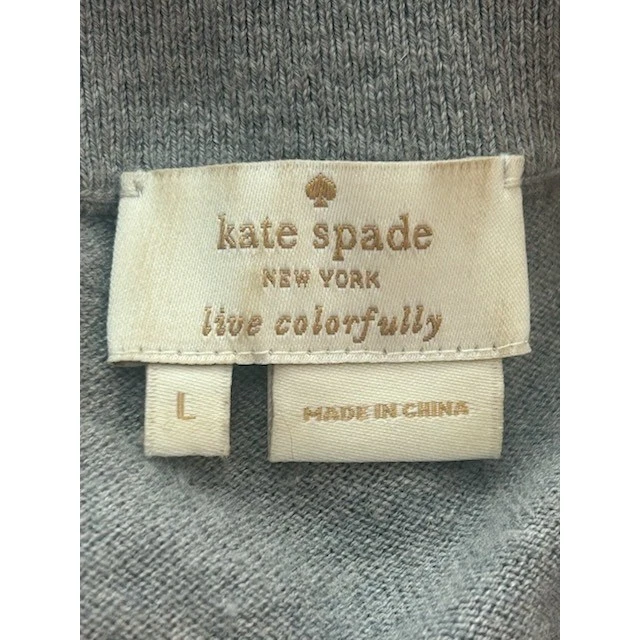 kate spade
NEW YORK
live colorfully
L
MADE IN CHINA